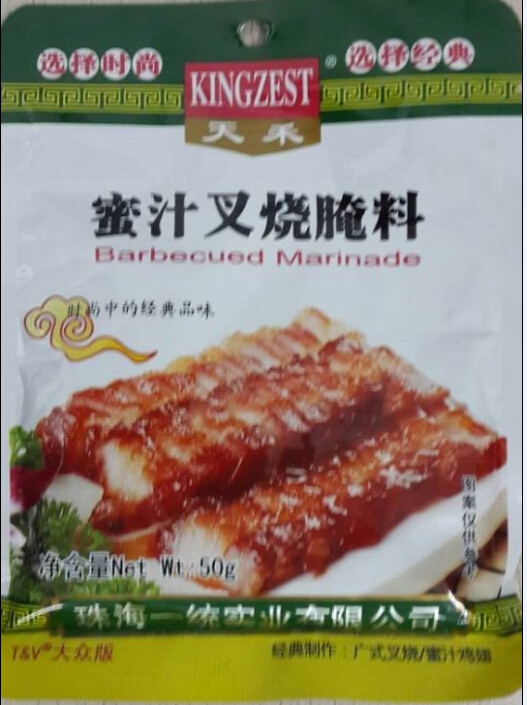 选择时尚
KINGZEST
®
选择经典
天禾
蜜汁叉烧腌料
Barbecued Marinade
时尚中的经典品味
图案仅供参考
净含量Net Wt:50g
珠海一统实业有限公司
T&V®大众版
经典制作：广式叉烧/蜜汁鸡翅